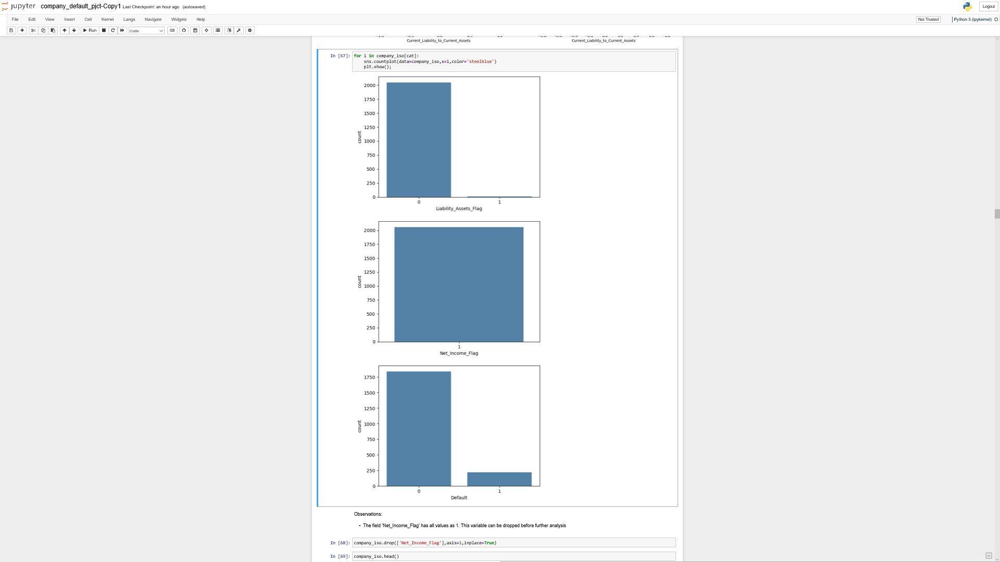 jupyter company_default_pjct-Copy1 Last Checkpoint: an hour ago (autosaved)
Logout
File Edit View Insert Cell Kernel Langs Navigate Widgets Help
Not Trusted Python 3 (ipykernel)
Run Code
Current_Liability_to_Current_Assets Current_Liability_to_Current_Assets
In [67]: for i in company_iso[cat]:
sns.countplot(data=company_iso,x=i,color='steelblue')
plt.show();
2000
1750
1500
1250
1000
750
500
250
0
count
0 1
Liability_Assets_Flag
2000
1750
1500
1250
1000
750
500
250
0
count
1
Net_Income_Flag
1750
1500
1250
1000
750
500
250
0
count
0 1
Default
Observations:
• The field 'Net_Income_Flag' has all values as 1. This variable can be dropped before further analysis
In [68]: company_iso.drop(['Net_Income_Flag'],axis=1,inplace=True)
In [69]: company_iso.head()